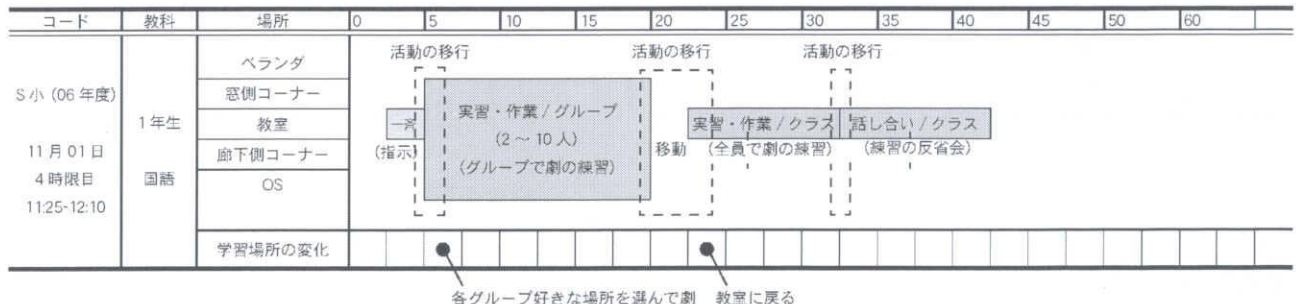 コード 教科 場所 0 5 10 15 20 25 30 35 40 45 50 60
活動の移行 活動の移行 活動の移行
ベランダ
S小（06年度） 窓側コーナー
1年生 教室 一斉 実習・作業 / グループ 実習・作業 / クラス 話し合い / クラス
（2～10人）
11月01日 廊下側コーナー （指示） 移動 （全員で劇の練習） （練習の反省会）
（グループで劇の練習）
4時限目 国語 OS
11:25-12:10
学習場所の変化
各グループ好きな場所を選んで劇 教室に戻る